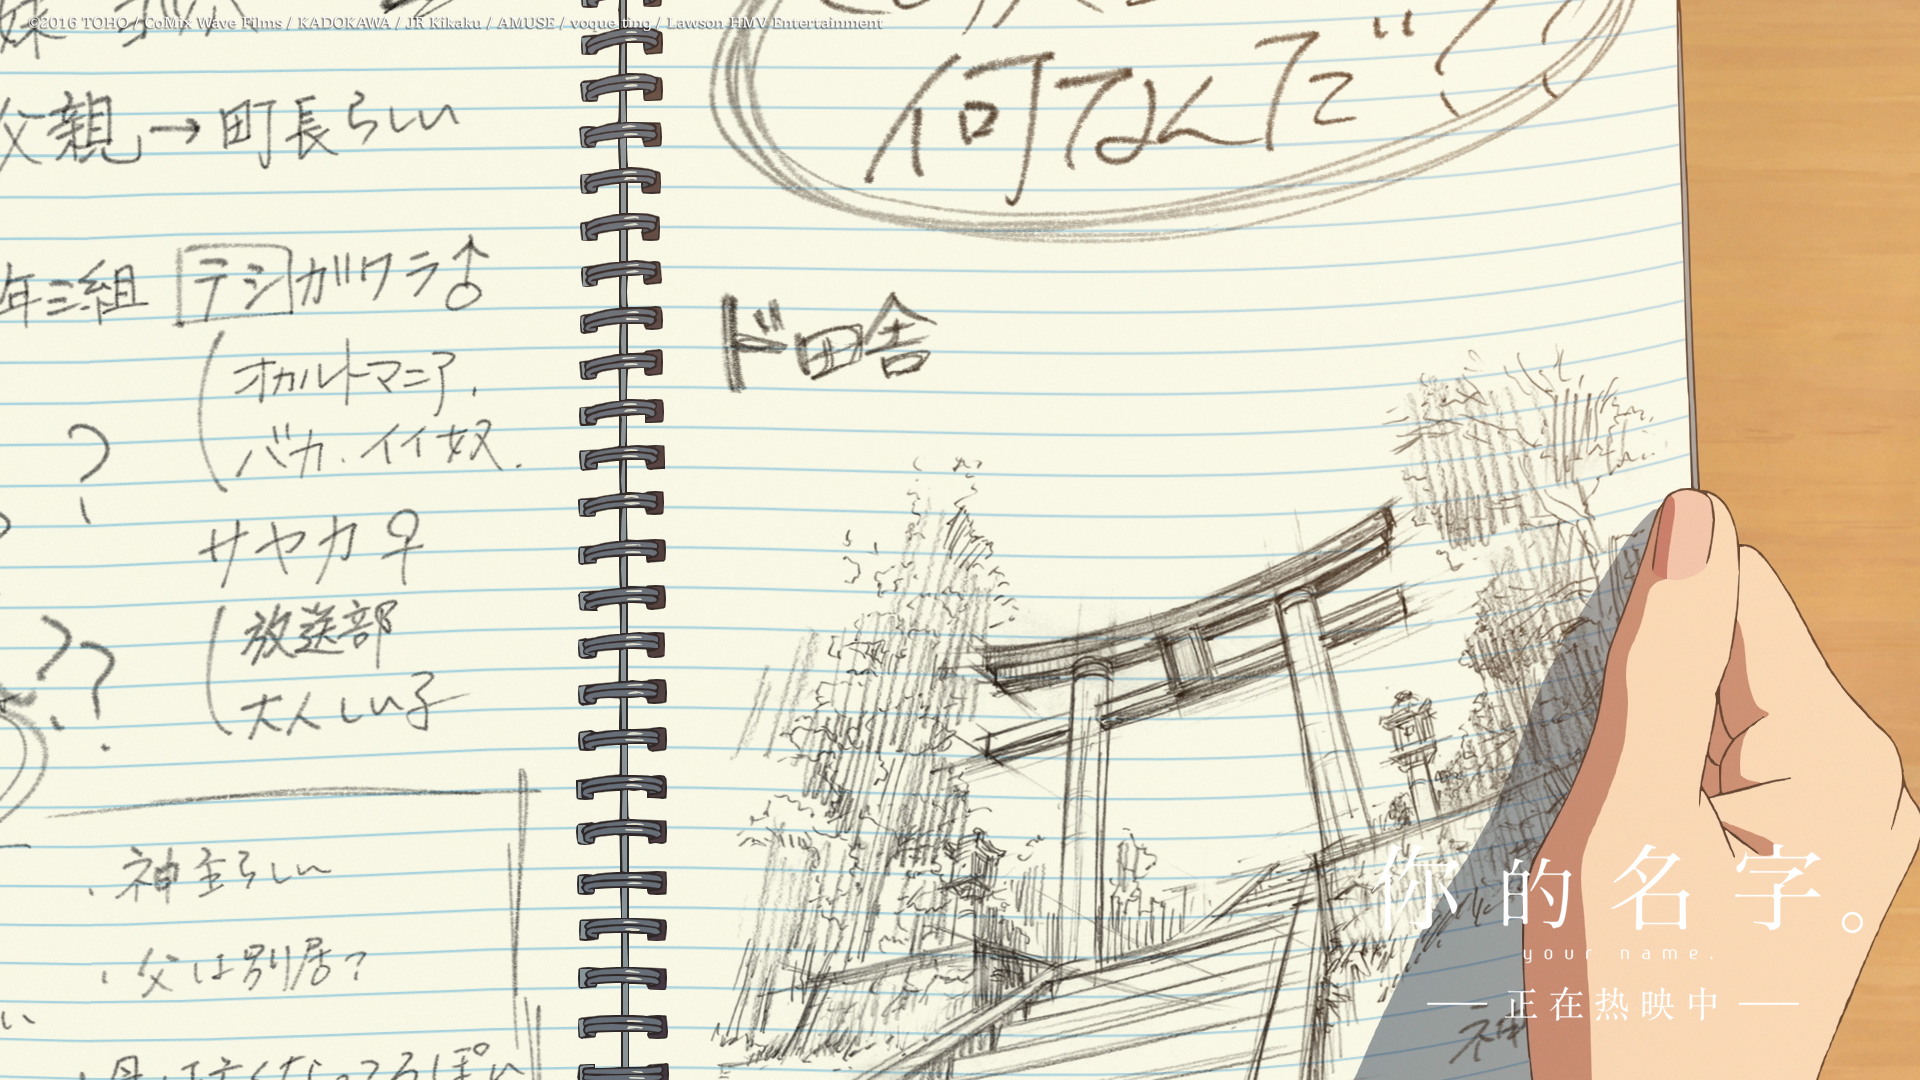 ©2016 TOHO / CoMix Wave Films / KADOKAWA / JR Kikaku / AMUSE / voque ting / Lawson HMV Entertainment
父親→町長らしい
年三組 テシガワラ♂
オカルトマニア.
バカ.イイ奴.
?
サヤカ♀
放送部
大人しい子
??
・神主らしい
・父は別居?
何なんだ"
ド田舎
你的名字。
your name.
正在热映中